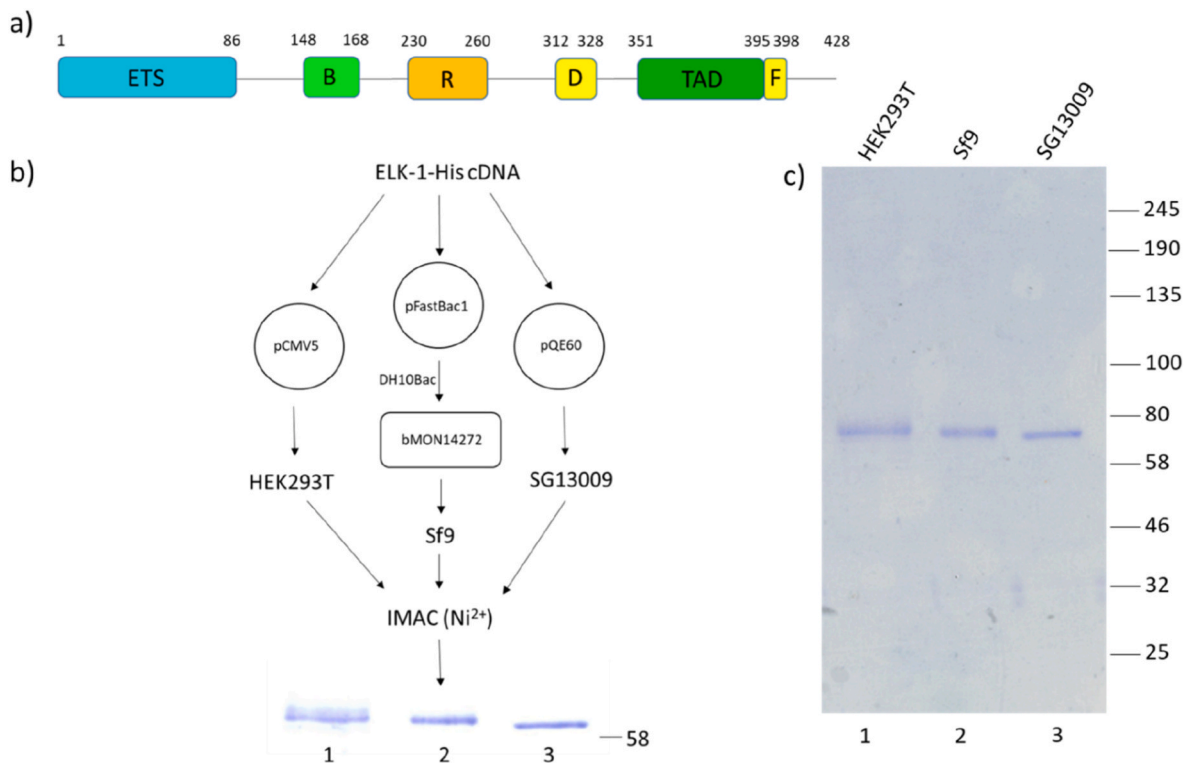 a)
1 86 148 168 230 260 312 328 351 395 398 428
ETS B R D TAD F
b)
ELK-1-His cDNA
pCMV5 pFastBac1 pQE60
DH10Bac
bMON14272
HEK293T SG13009
Sf9
IMAC (Ni²⁺)
58
1 2 3
c)
HEK293T Sf9 SG13009
245
190
135
100
80
58
46
32
25
1 2 3